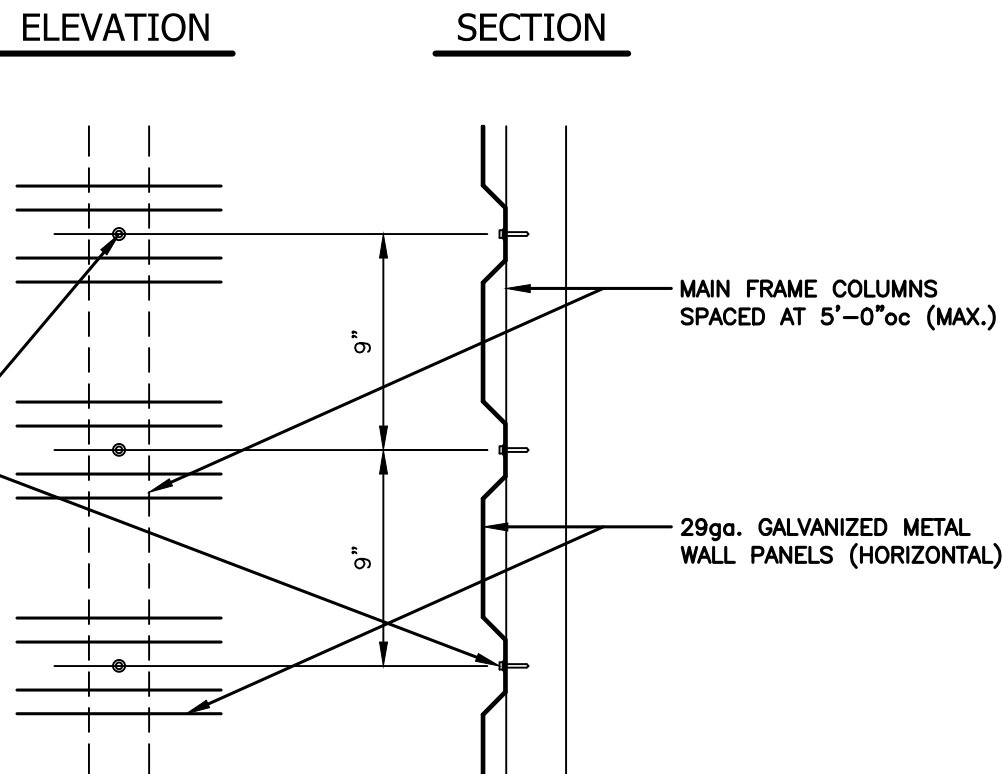 ELEVATION
SECTION
9"
MAIN FRAME COLUMNS
SPACED AT 5'-0"oc (MAX.)
9"
29ga. GALVANIZED METAL
WALL PANELS (HORIZONTAL)